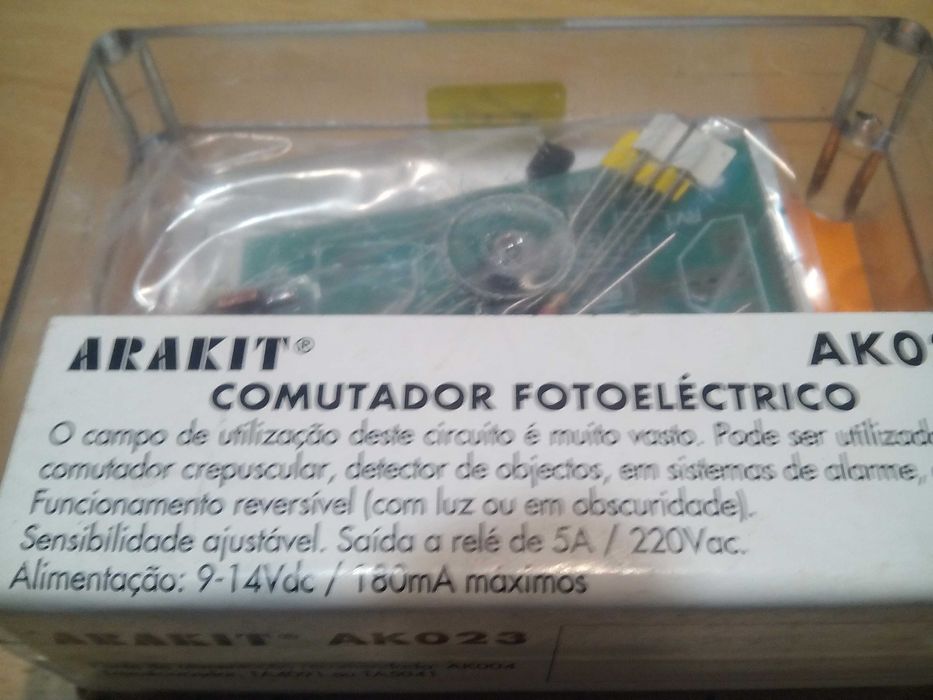 ARAKIT®
AK0
COMUTADOR FOTOELÉCTRICO
O campo de utilização deste circuito é muito vasto. Pode ser utilizado
comutador crepuscular, detector de objectos, em sistemas de alarme,
Funcionamento reversível (com luz ou em obscuridade).
Sensibilidade ajustável. Saída a relé de 5A / 220Vac.
Alimentação: 9-14Vdc / 180mA máximos
ARAKIT® AK023
AK004